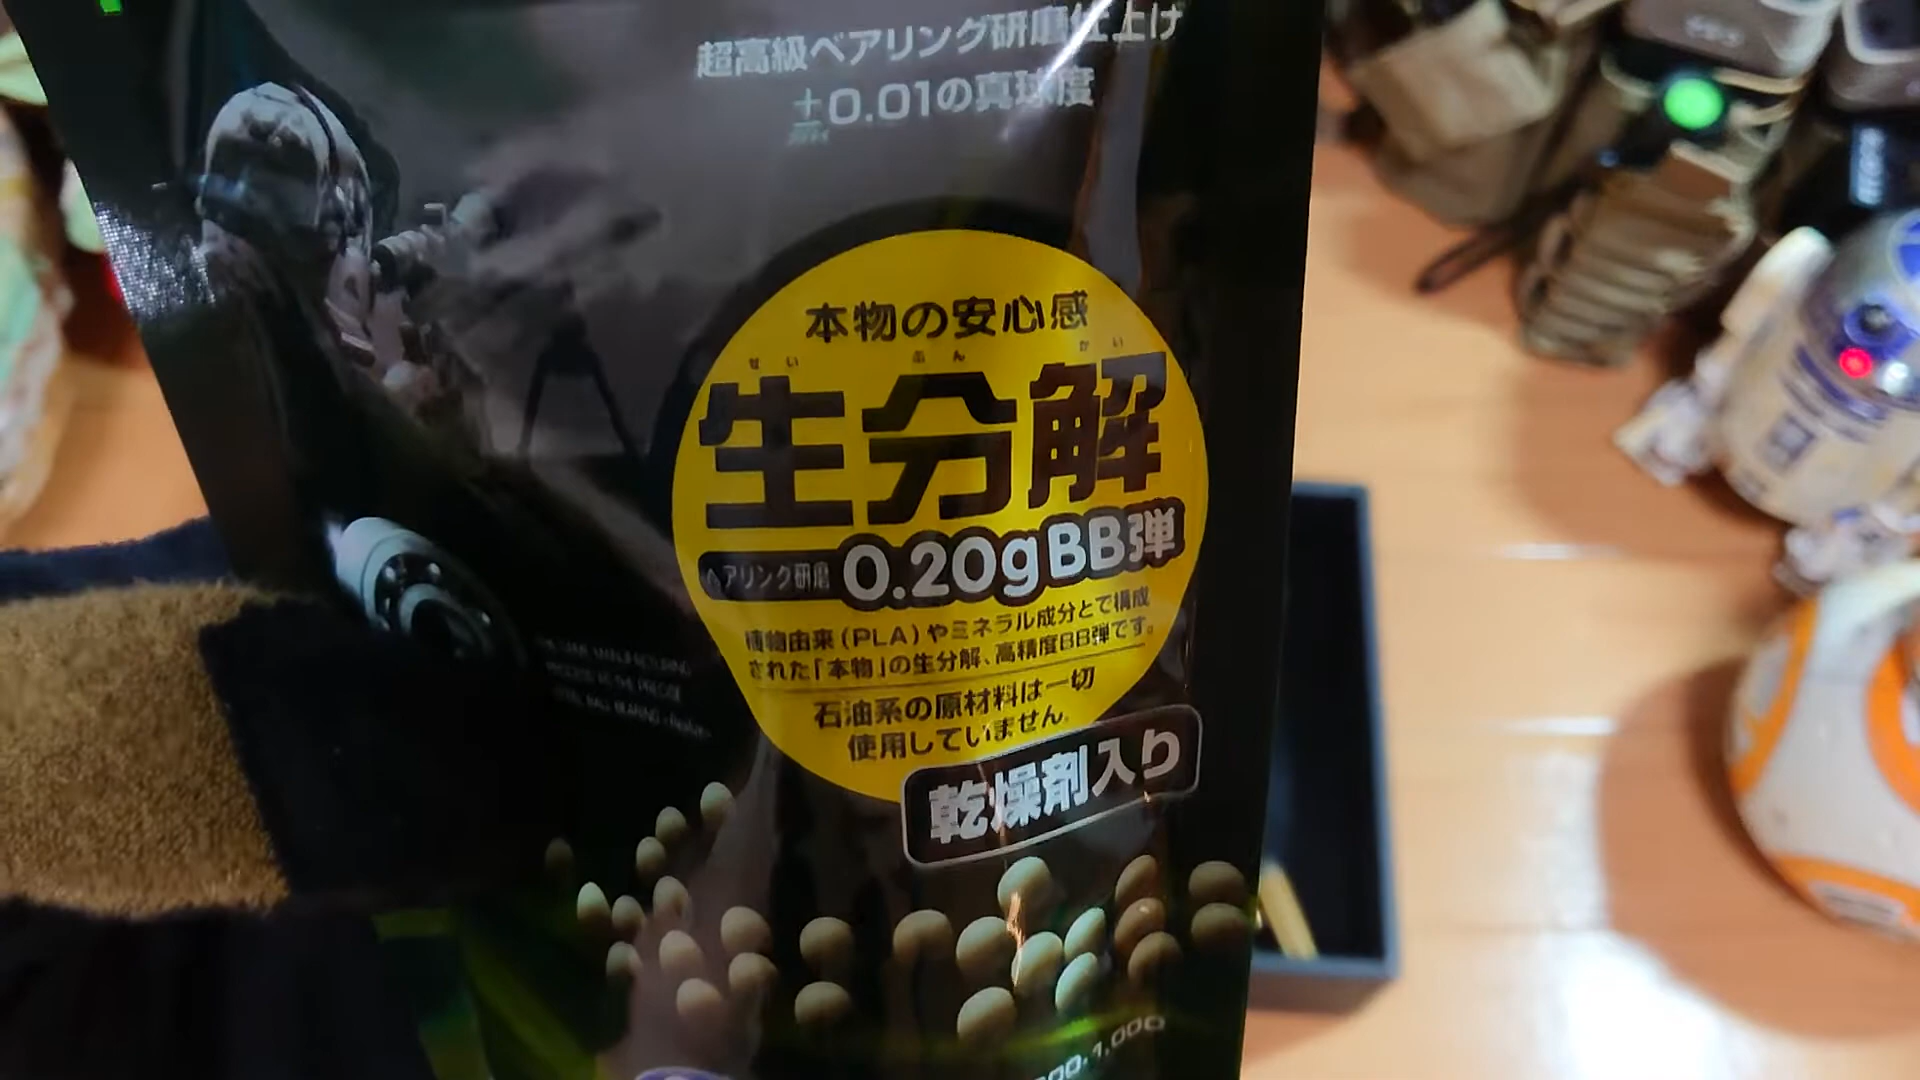 超高級ベアリング研磨仕上げ
±0.01の真球度
本物の安心感
せい ぶん かい
生分解
ベアリング研磨 0.20gBB弾
植物由来(PLA)やミネラル成分とで構成
された「本物」の生分解、高精度BB弾です。
石油系の原材料は一切
使用していません。
乾燥剤入り